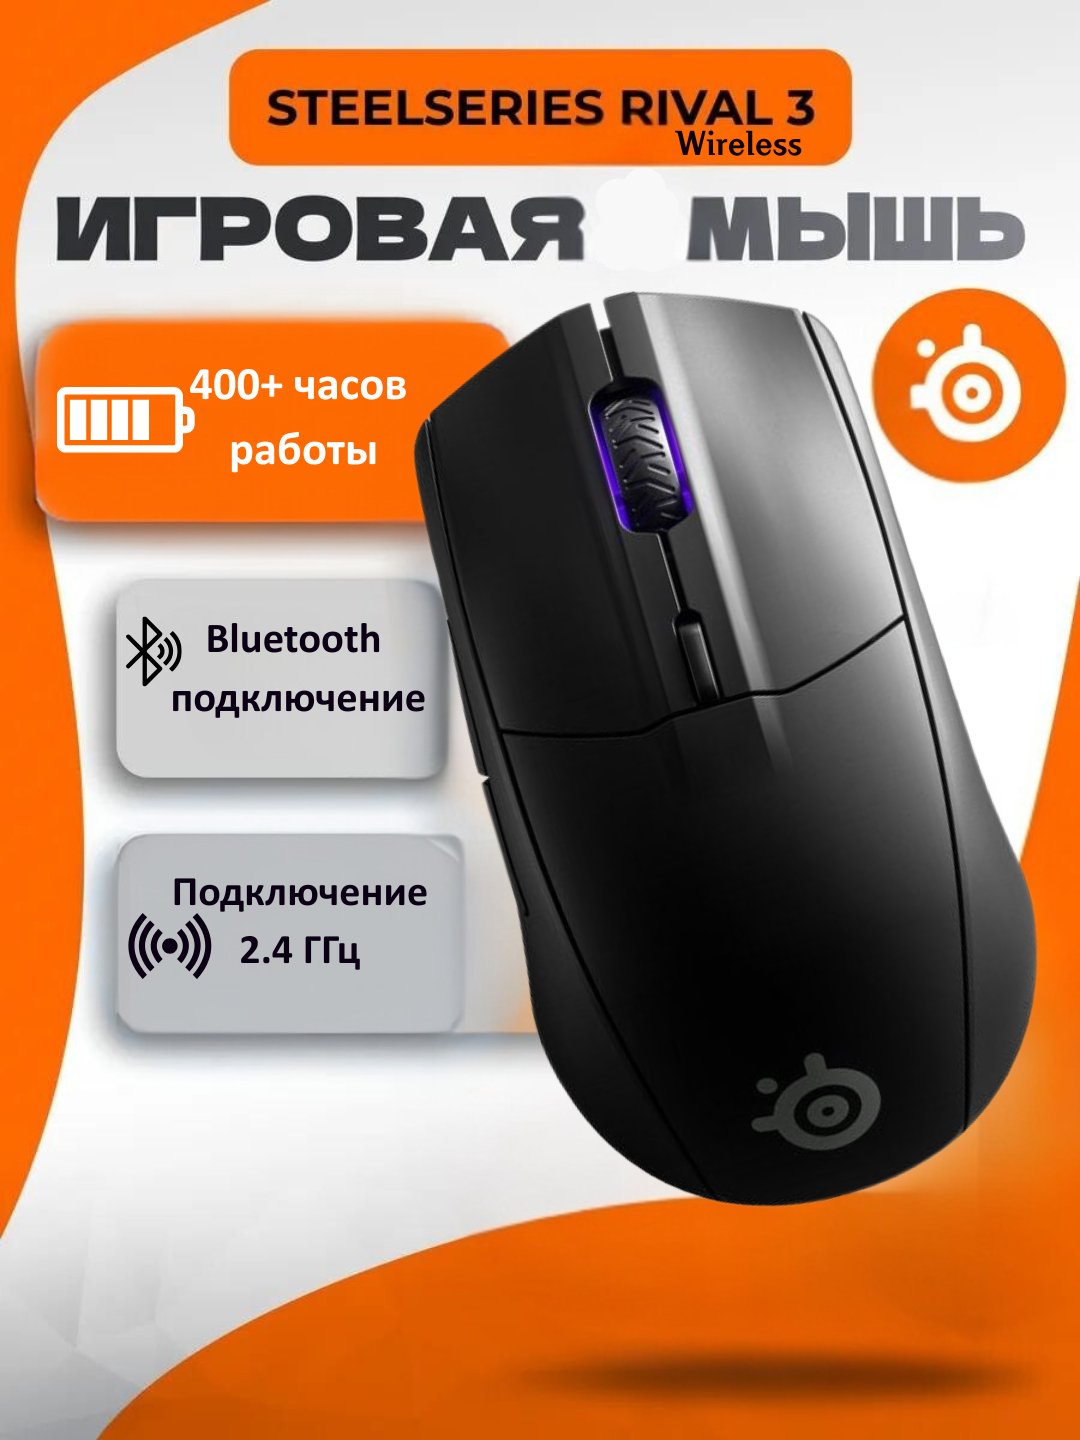 STEELSERIES RIVAL 3
Wireless
ИГРОВАЯ МЫШЬ
400+ часов
работы
Bluetooth
подключение
Подключение
2.4 ГГц